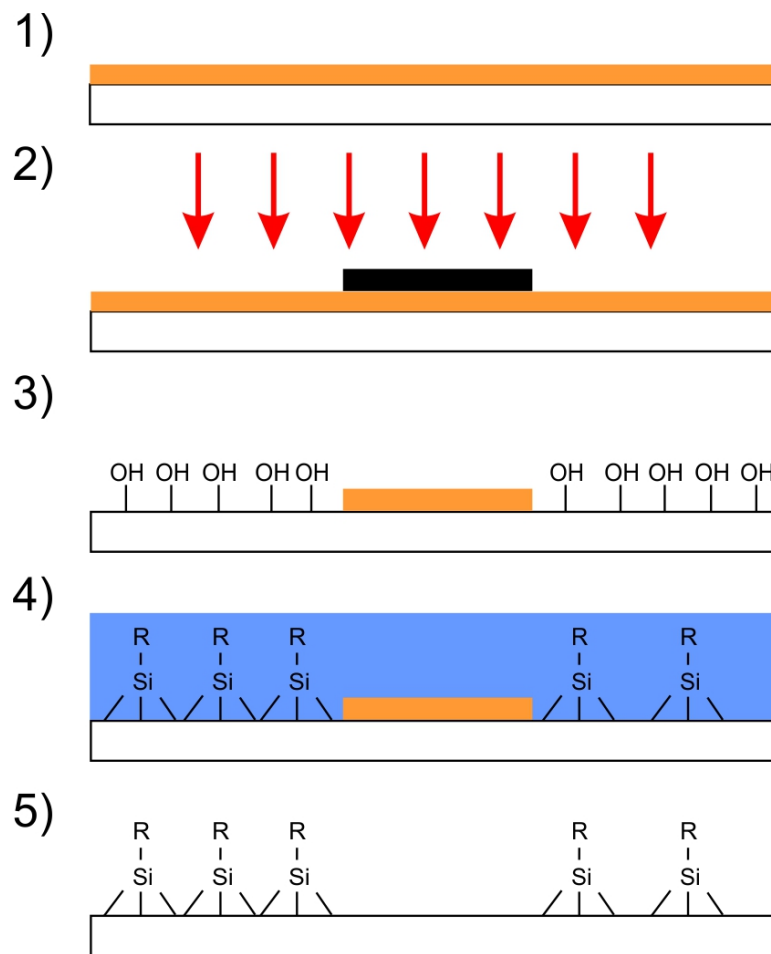 1)
2)
3)
OH OH OH OH OH OH OH OH OH OH
4)
R R R R R
Si Si Si Si Si
5)
R R R R R
Si Si Si Si Si